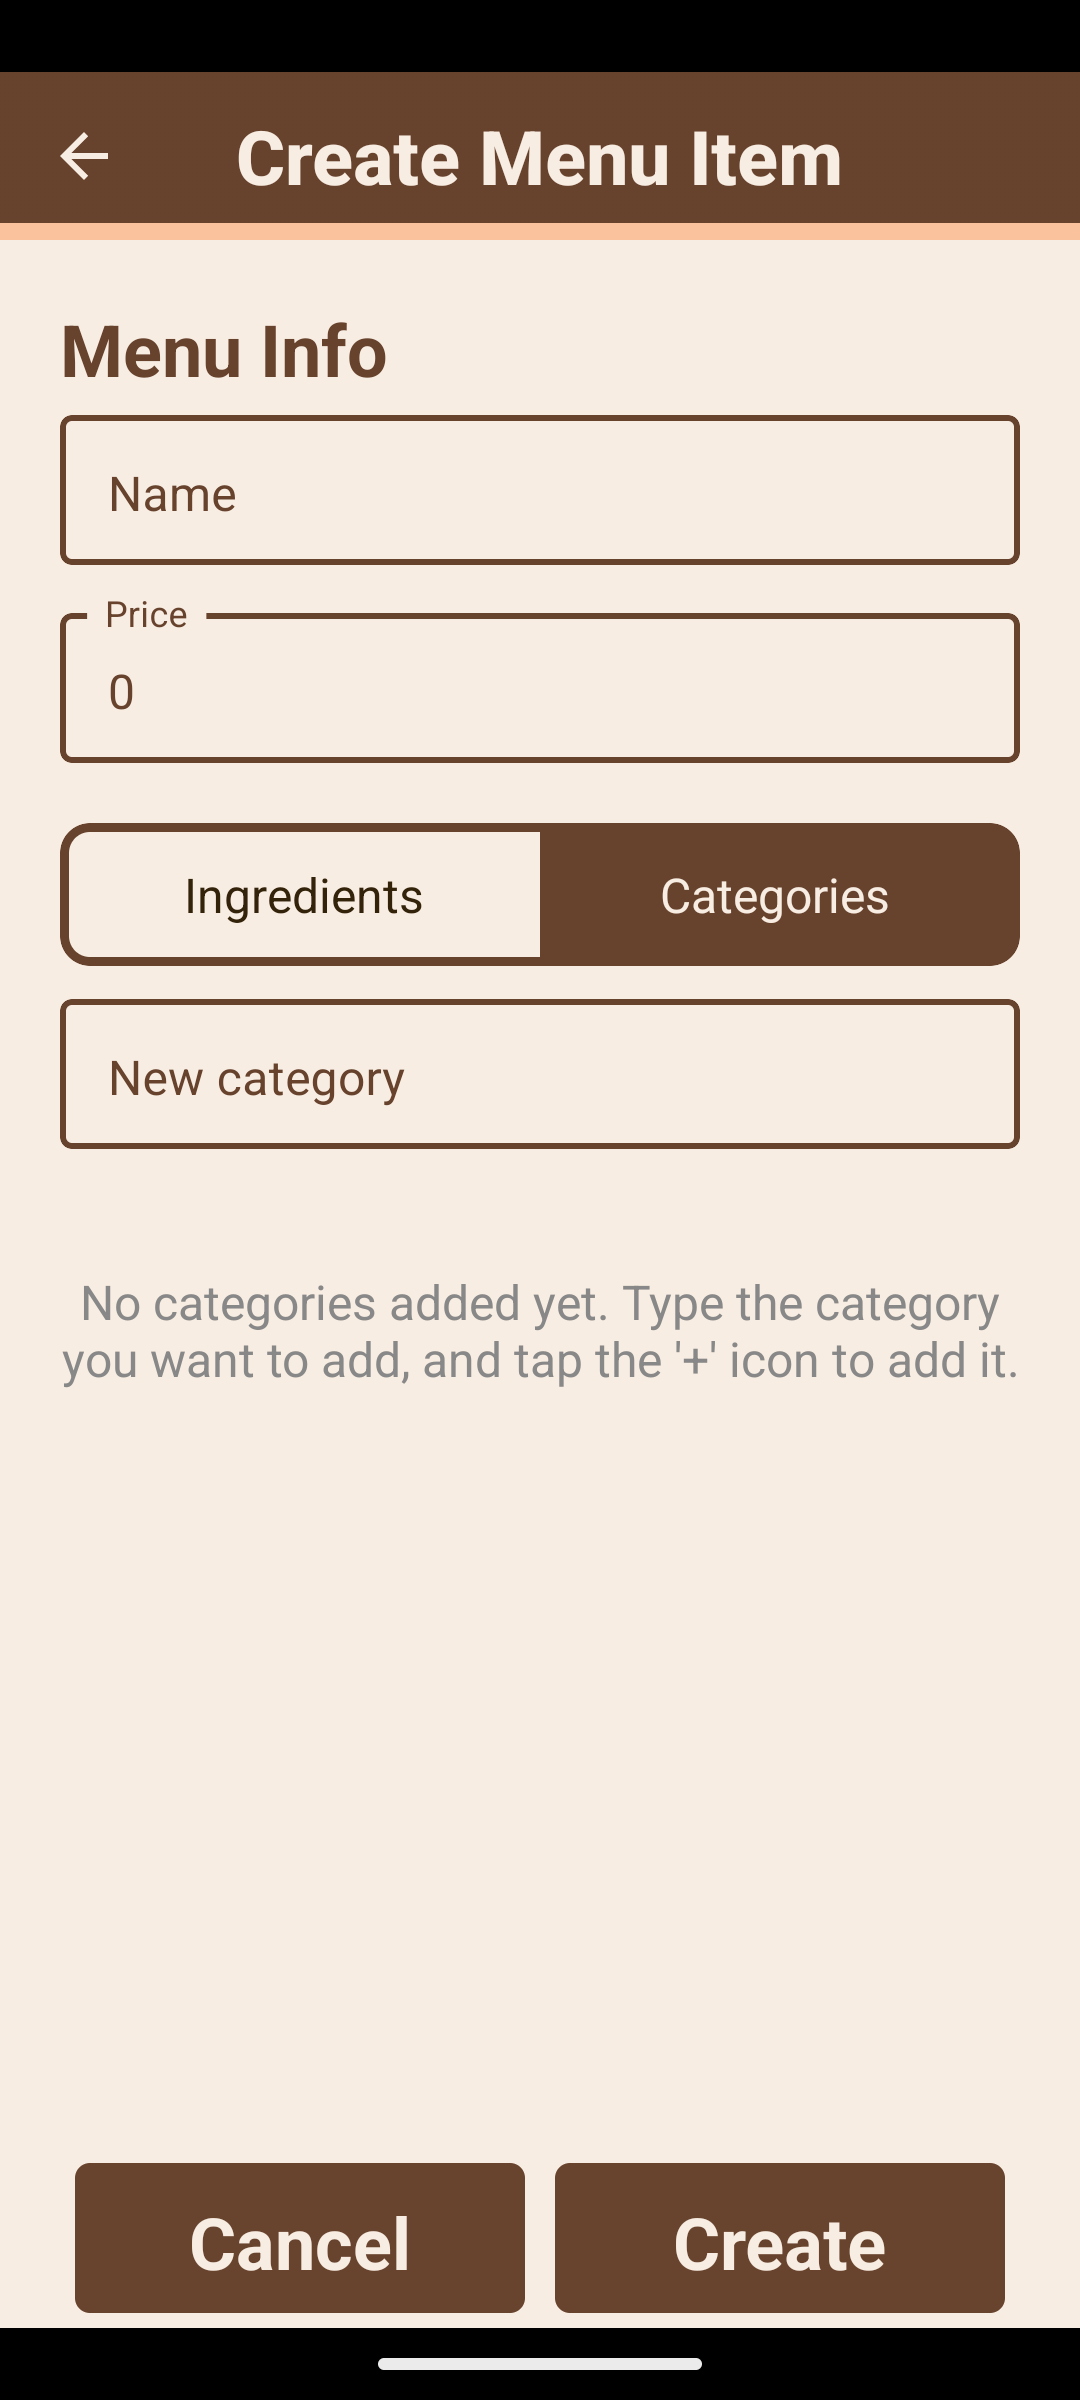 Create Menu Item
Menu Info
Name
Price
0
Ingredients
Categories
New category
No categories added yet. Type the category
you want to add, and tap the '+' icon to add it.
Cancel
Create